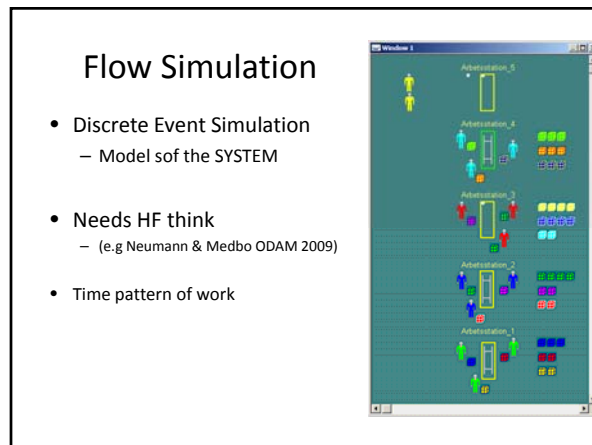 Flow Simulation
• Discrete Event Simulation
– Model sof the SYSTEM
• Needs HF think
– (e.g Neumann & Medbo ODAM 2009)
• Time pattern of work
Window 1
Arbetsstation_5
Arbetsstation_4
Arbetsstation_3
Arbetsstation_2
Arbetsstation_1